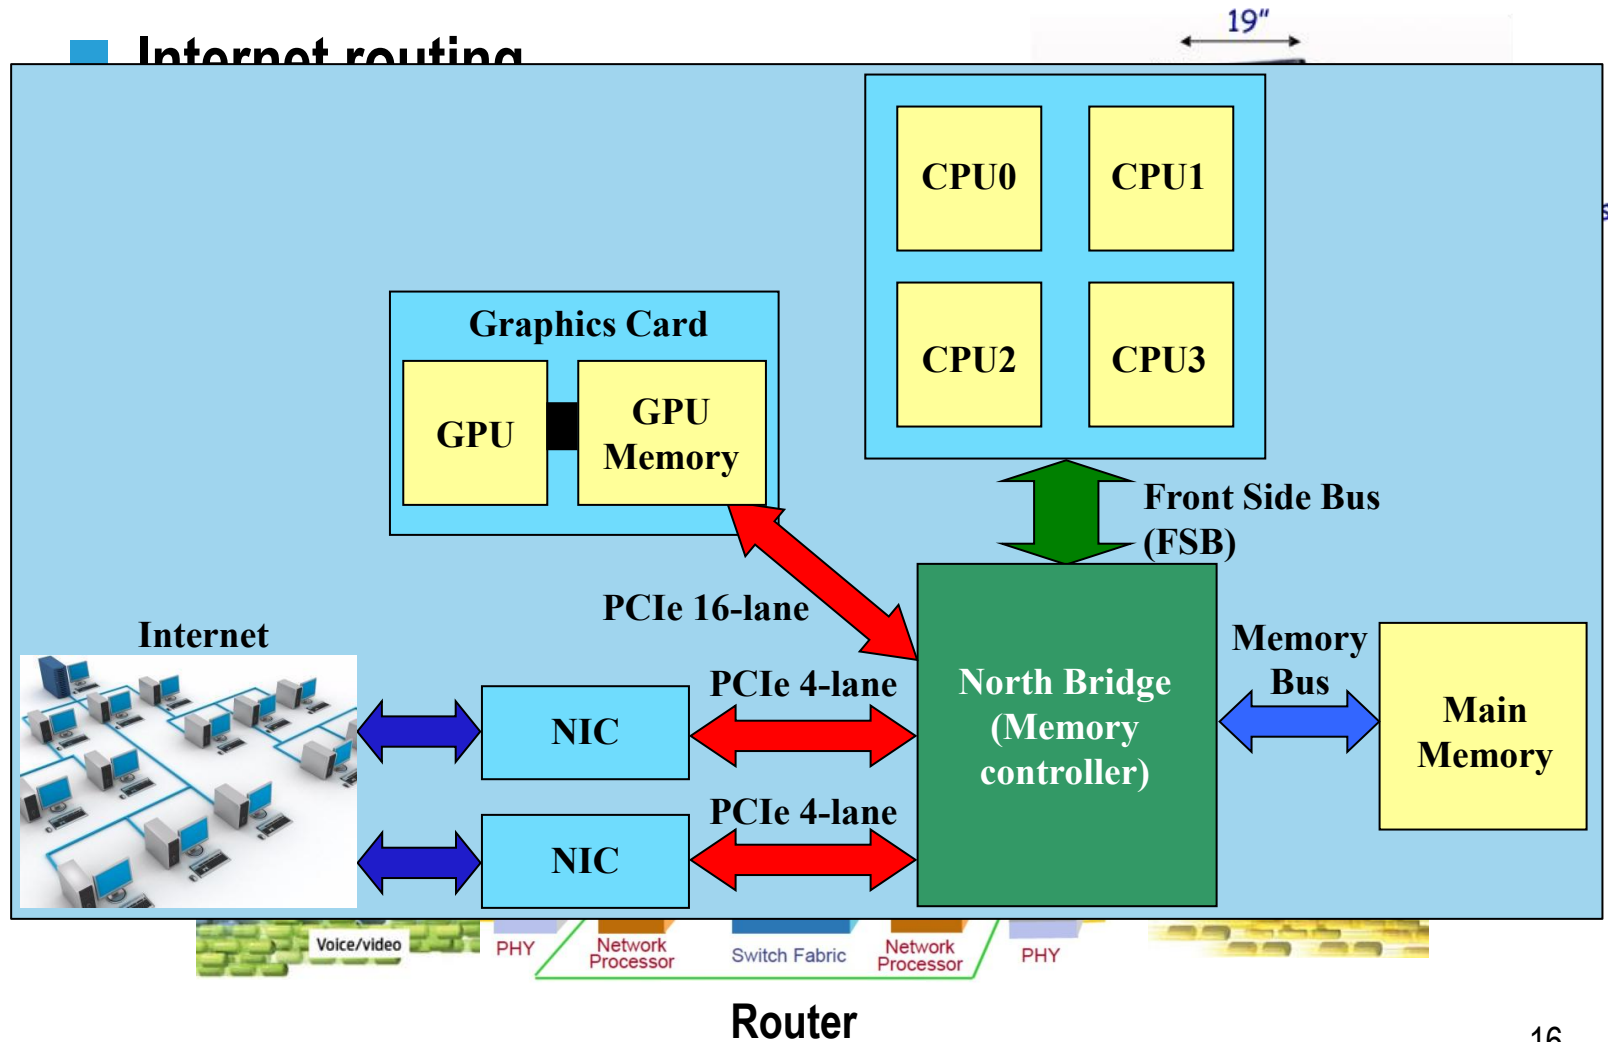 Internet routing
19"
s
CPU0
CPU1
CPU2
CPU3
Graphics Card
GPU
GPU
Memory
Front Side Bus
(FSB)
PCIe 16-lane
Internet
PCIe 4-lane
NIC
PCIe 4-lane
NIC
North Bridge
(Memory
controller)
Memory
Bus
Main
Memory
Voice/video
PHY
Network
Processor
Switch Fabric
Network
Processor
PHY
Router
16